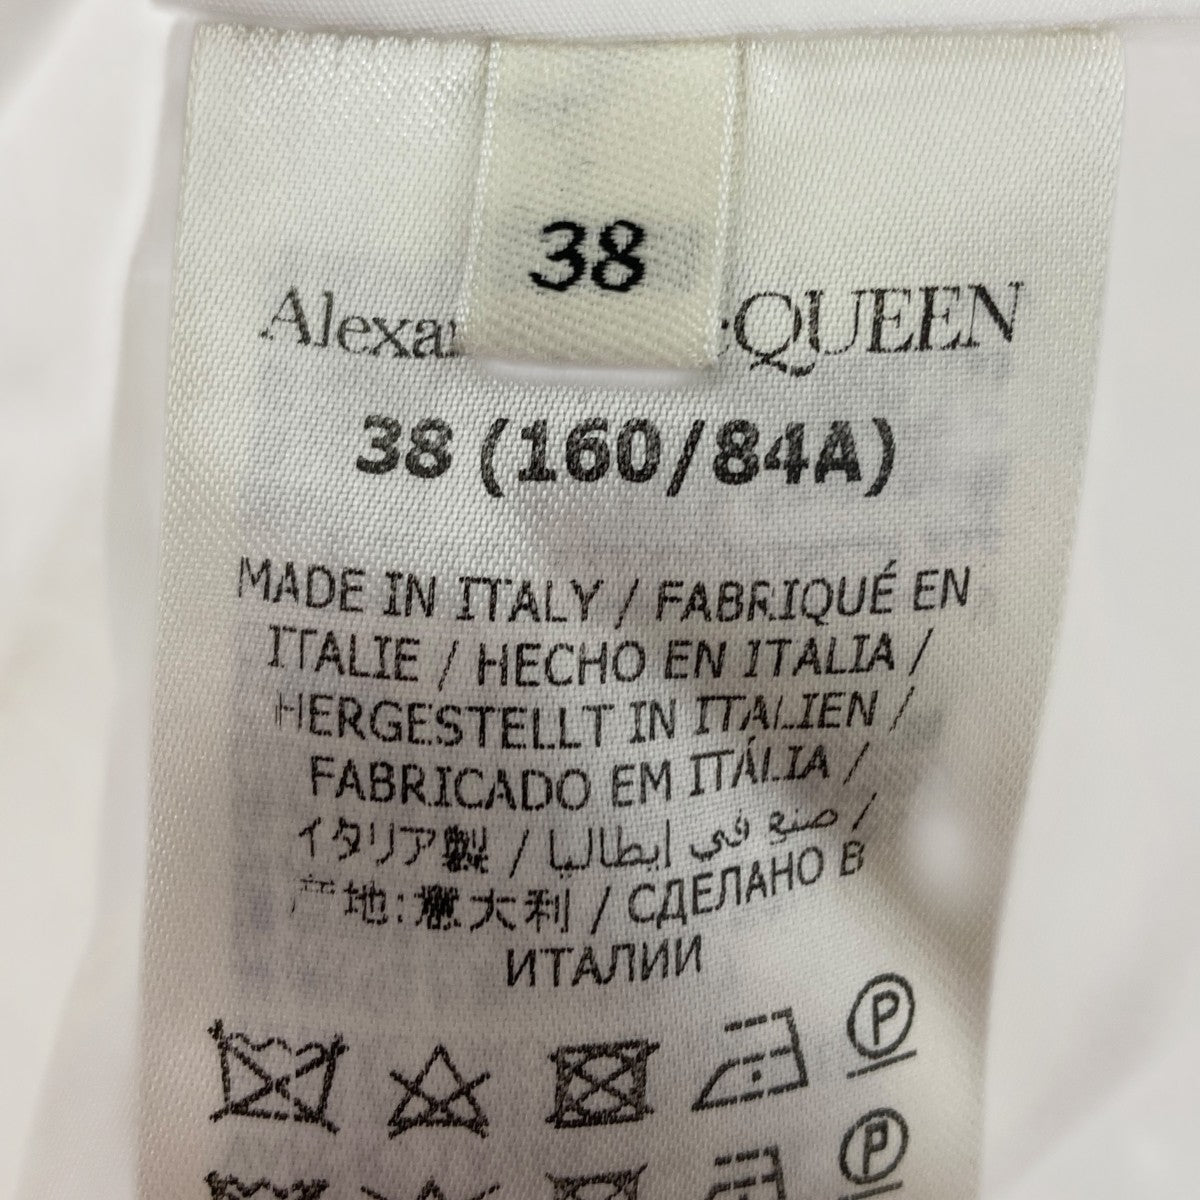 38
Alexa QUEEN
38 (160/84A)
MADE IN ITALY / FABRIQUÉ EN
ITALIE / HECHO EN ITALIA /
HERGESTELLT IN ITALIEN /
FABRICADO EM ITÁLIA /
イタリア製 / صنع في ايطاليا /
产地:意大利 / СДЕЛАНО В
ИТАЛИИ
P
P